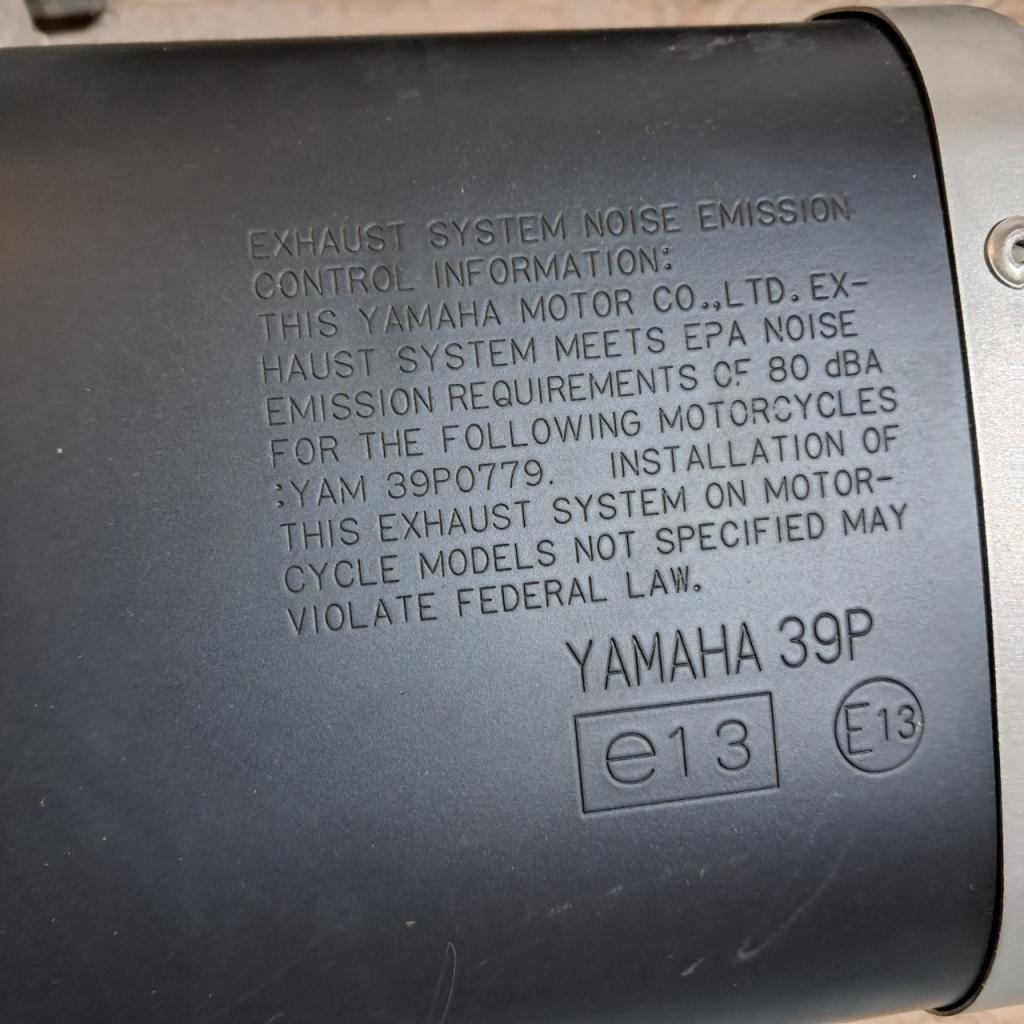 EXHAUST SYSTEM NOISE EMISSION
CONTROL INFORMATION:
THIS YAMAHA MOTOR CO.,LTD. EX-
HAUST SYSTEM MEETS EPA NOISE
EMISSION REQUIREMENTS OF 80 dBA
FOR THE FOLLOWING MOTORCYCLES
:YAM 39P0779. INSTALLATION OF
THIS EXHAUST SYSTEM ON MOTOR-
CYCLE MODELS NOT SPECIFIED MAY
VIOLATE FEDERAL LAW.
YAMAHA 39P
e13 E13